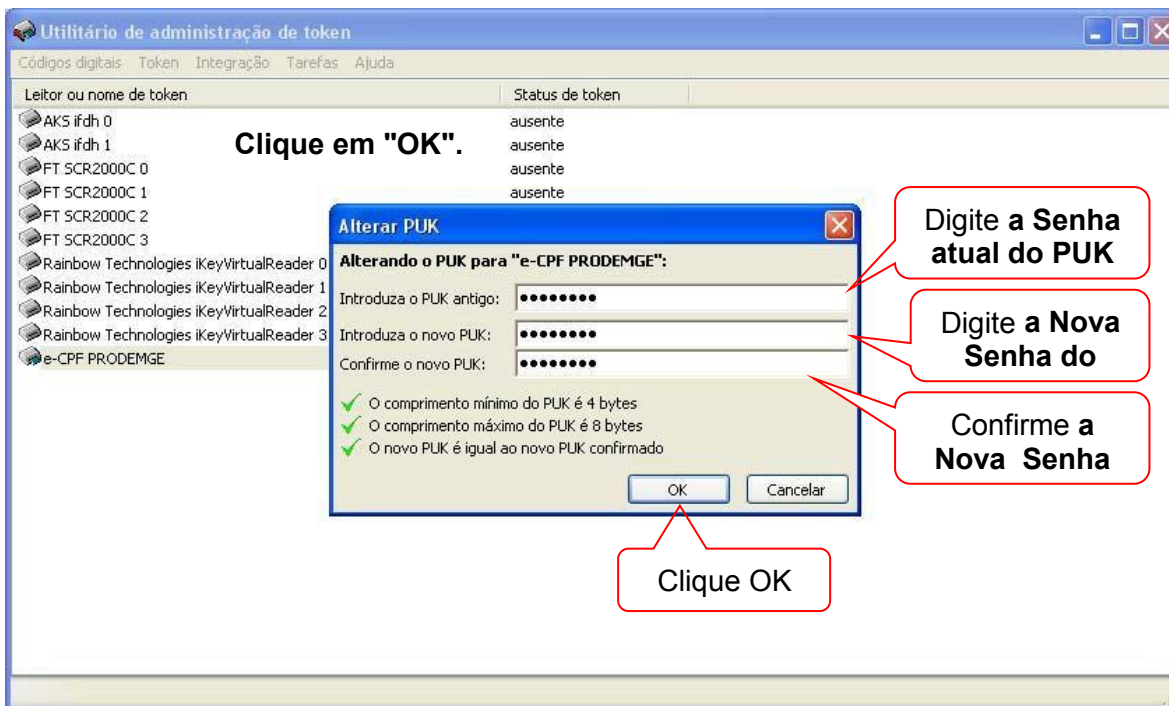 Utilitário de administração de token
Códigos digitais Token Integração Tarefas Ajuda
Leitor ou nome de token Status de token
AKS ifdh 0 ausente
AKS ifdh 1 ausente
Clique em "OK".
FT SCR2000C 0 ausente
FT SCR2000C 1 ausente
FT SCR2000C 2
FT SCR2000C 3
Rainbow Technologies iKeyVirtualReader 0
Rainbow Technologies iKeyVirtualReader 1
Rainbow Technologies iKeyVirtualReader 2
Rainbow Technologies iKeyVirtualReader 3
e-CPF PRODEMGE
Alterar PUK
Alterando o PUK para "e-CPF PRODEMGE":
Introduza o PUK antigo: ●●●●●●●●
Introduza o novo PUK: ●●●●●●●●
Confirme o novo PUK: ●●●●●●●●
O comprimento mínimo do PUK é 4 bytes
O comprimento máximo do PUK é 8 bytes
O novo PUK é igual ao novo PUK confirmado
OK Cancelar
Digite a Senha
atual do PUK
Digite a Nova
Senha do
Confirme a
Nova Senha
Clique OK